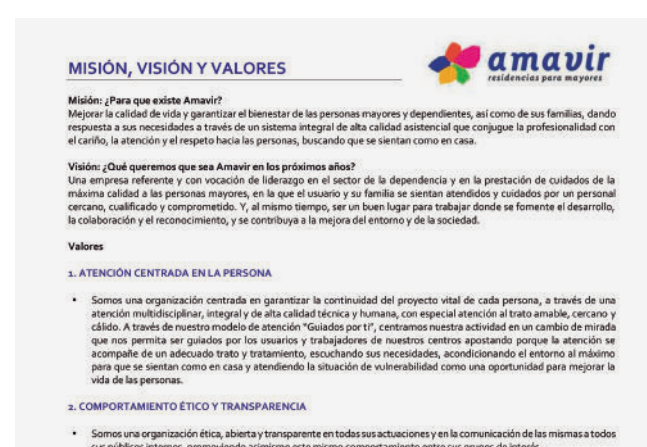 MISIÓN, VISIÓN Y VALORES
amavir
residencias para mayores
Misión: ¿Para que existe Amavir?
Mejorar la calidad de vida y garantizar el bienestar de las personas mayores y dependientes, así como de sus familias, dando
respuesta a sus necesidades a través de un sistema integral de alta calidad asistencial que conjugue la profesionalidad con
el cariño, la atención y el respeto hacia las personas, buscando que se sientan como en casa.
Visión: ¿Qué queremos que sea Amavir en los próximos años?
Una empresa referente y con vocación de liderazgo en el sector de la dependencia y en la prestación de cuidados de la
máxima calidad a las personas mayores, en la que el usuario y su familia se sientan atendidos y cuidados por un personal
cercano, cualificado y comprometido. Y, al mismo tiempo, ser un buen lugar para trabajar donde se fomente el desarrollo,
la colaboración y el reconocimiento, y se contribuya a la mejora del entorno y de la sociedad.
Valores
1. ATENCIÓN CENTRADA EN LA PERSONA
• Somos una organización centrada en garantizar la continuidad del proyecto vital de cada persona, a través de una
atención multidisciplinar, integral y de alta calidad técnica y humana, con especial atención al trato amable, cercano y
cálido. A través de nuestro modelo de atención "Guiados por ti", centramos nuestra actividad en un cambio de mirada
que nos permita ser guiados por los usuarios y trabajadores de nuestros centros apostando porque la atención se
acompañe de un adecuado trato y tratamiento, escuchando sus necesidades, acondicionando el entorno al máximo
para que se sientan como en casa y atendiendo la situación de vulnerabilidad como una oportunidad para mejorar la
vida de las personas.
2. COMPORTAMIENTO ÉTICO Y TRANSPARENCIA
• Somos una organización ética, abierta y transparente en todas sus actuaciones y en la comunicación de las mismas a todos
sus públicos internos, promoviendo asimismo este mismo comportamiento entre sus grupos de interés.